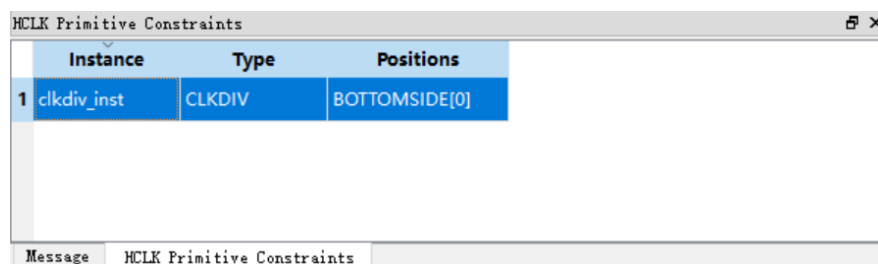 HCLK Primitive Constraints
Instance Type Positions
1 clkdiv_inst CLKDIV BOTTOMSIDE[0]
Message HCLK Primitive Constraints